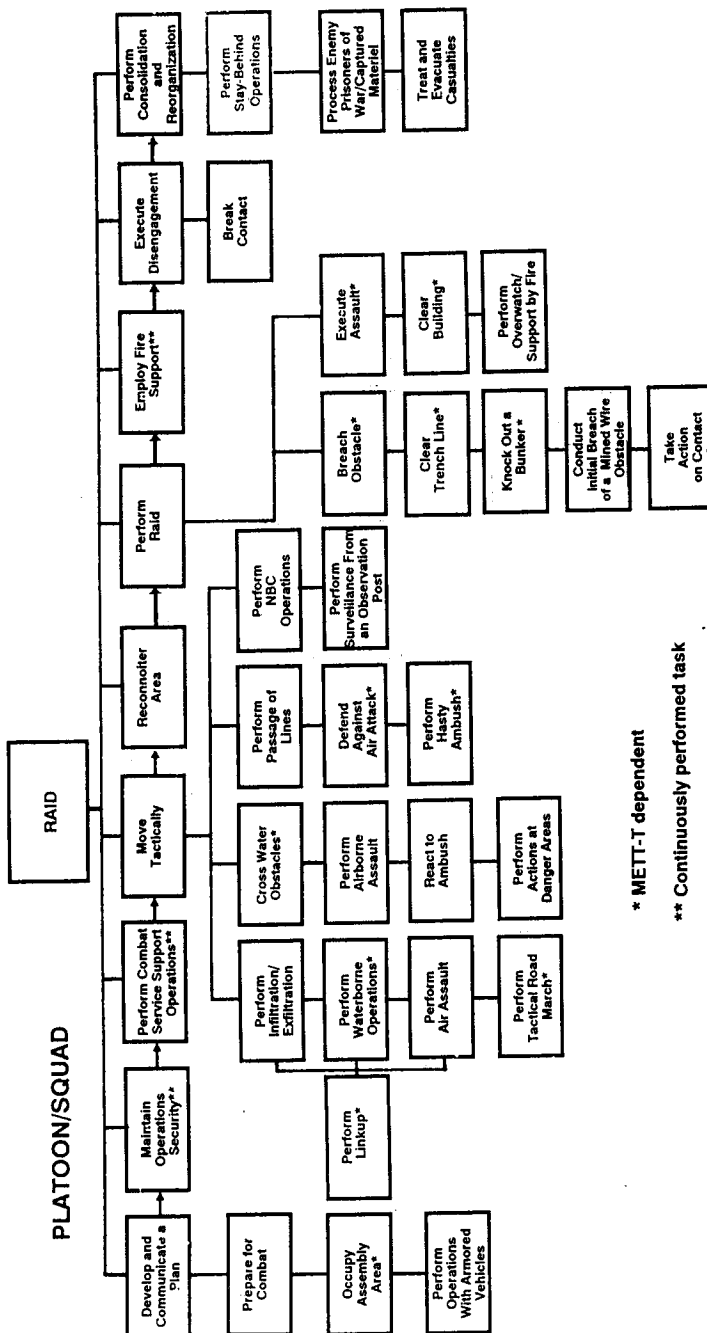 PLATOON/SQUAD
RAID
Develop and
Communicate a
Plan
Maintain
Operations
Security**
Perform Combat
Service Support
Operations**
Move
Tactically
Reconnoiter
Area
Perform
Raid
Employ Fire
Support**
Execute
Disengagement
Perform
Consolidation
and
Reorganization
Prepare for
Combat
Occupy
Assembly
Area*
Perform
Operations
With Armored
Vehicles
Perform
Linkup*
Perform
Infiltration/
Exfiltration
Perform
Waterborne
Operations*
Perform
Air Assault
Perform
Tactical Road
March*
Cross Water
Obstacles*
Perform
Airborne
Assault
React to
Ambush
Perform
Actions at
Danger Areas
Perform
Passage of
Lines
Defend
Against
Air Attack*
Perform
Hasty
Ambush*
Perform
NBC
Operations
Perform
Surveillance From
an Observation
Post
Breach
Obstacle*
Clear
Trench Line*
Knock Out a
Bunker*
Conduct
Initial Breach
of a Mined Wire
Obstacle
Take
Action
on Contact
Execute
Assault*
Clear
Building*
Perform
Overwatch/
Support by Fire
Break
Contact
Perform
Stay-Behind
Operations
Process Enemy
Prisoners of
War/Captured
Materiel
Treat and
Evacuate
Casualties
* METT-T dependent
** Continuously performed task